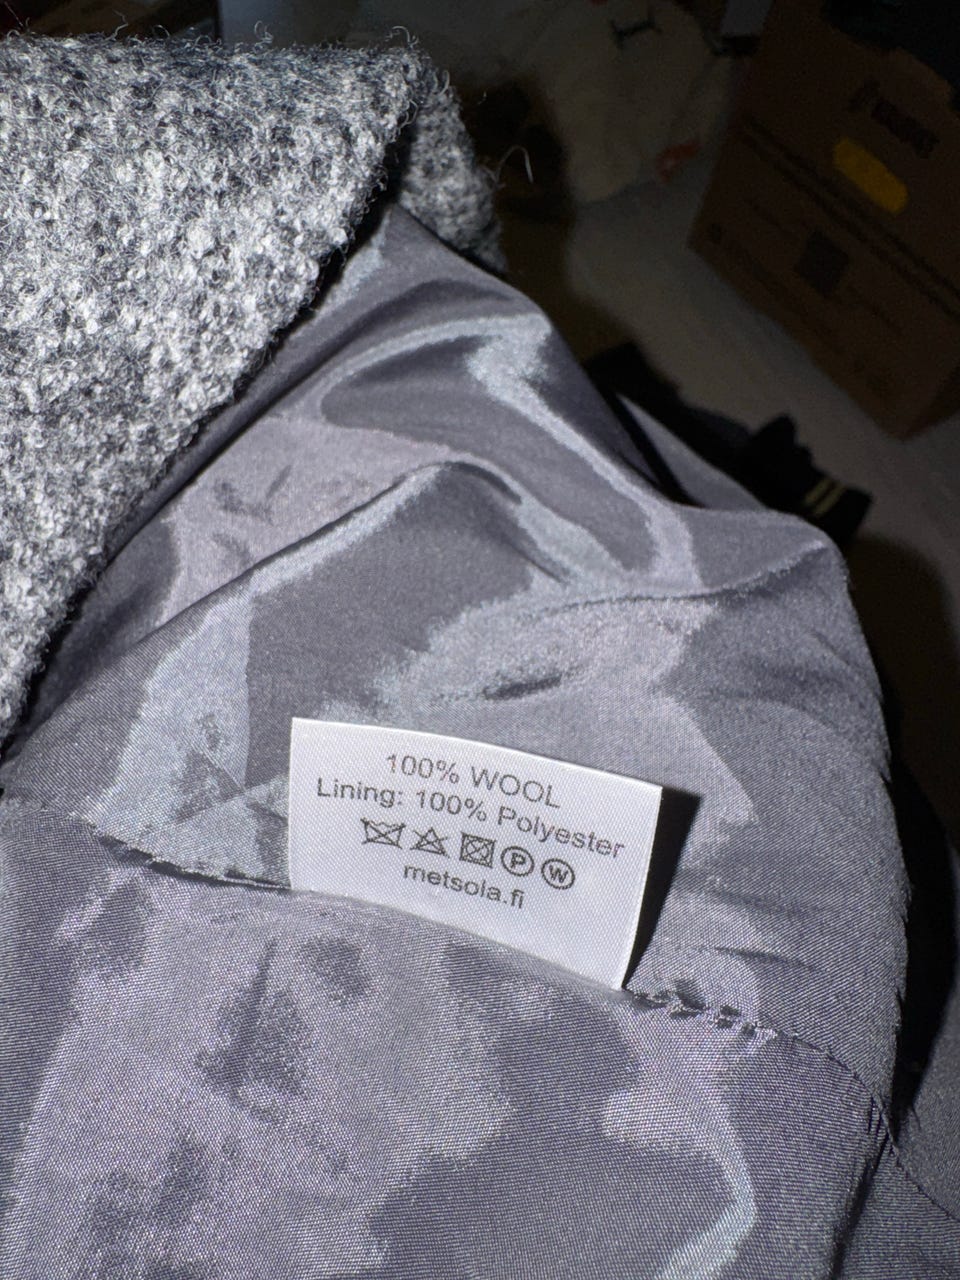 100% WOOL
Lining: 100% Polyester
P W
metsola.fi